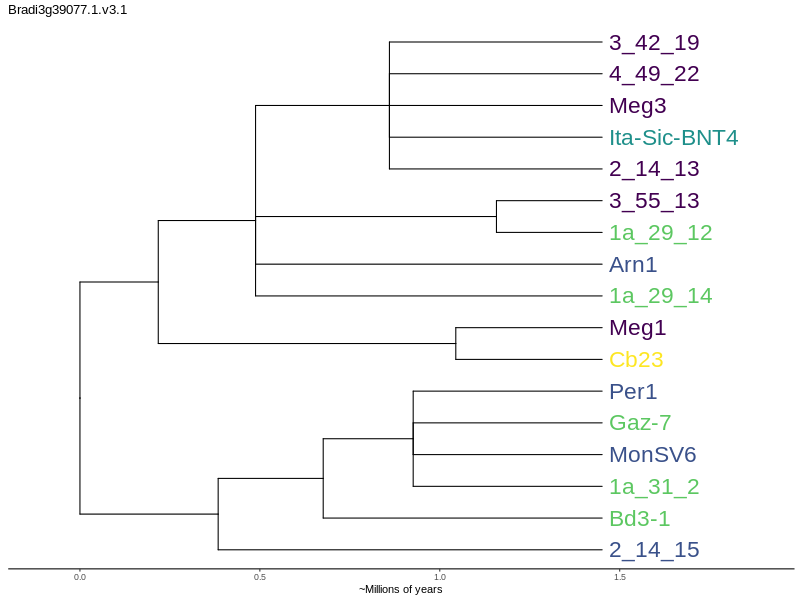 Bradi3g39077.1.v3.1
3_42_19
4_49_22
Meg3
Ita-Sic-BNT4
2_14_13
3_55_13
1a_29_12
Arn1
1a_29_14
Meg1
Cb23
Per1
Gaz-7
MonSV6
1a_31_2
Bd3-1
2_14_15
0.0 0.5 1.0 1.5
~Millions of years